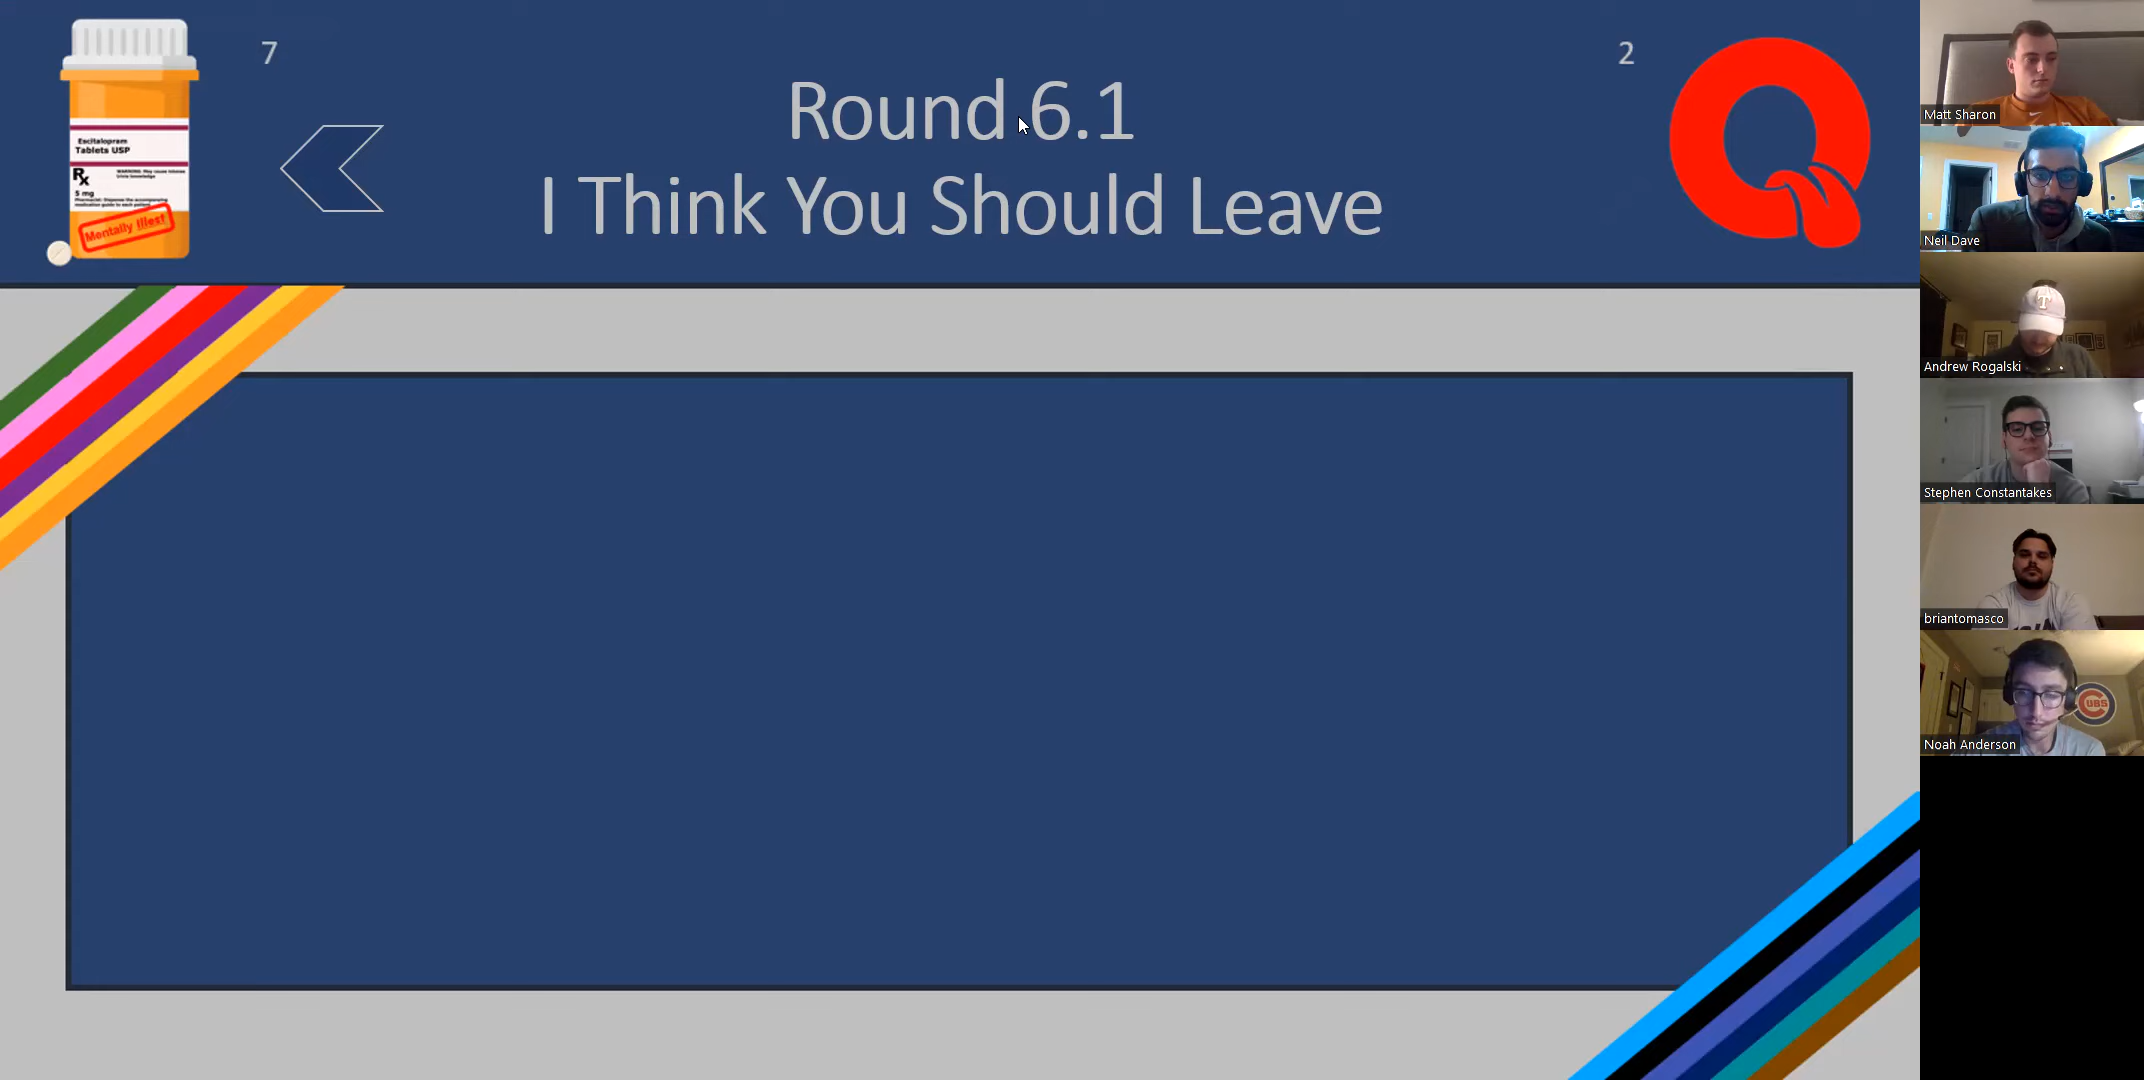 7
2
Round 6.1
I Think You Should Leave
Escitalopram
Tablets USP
Rx
5 mg
Mentally Illest!
Matt Sharon
Neil Dave
Andrew Rogalski
Stephen Constantakes
briantomasco
Noah Anderson
T
CUBS